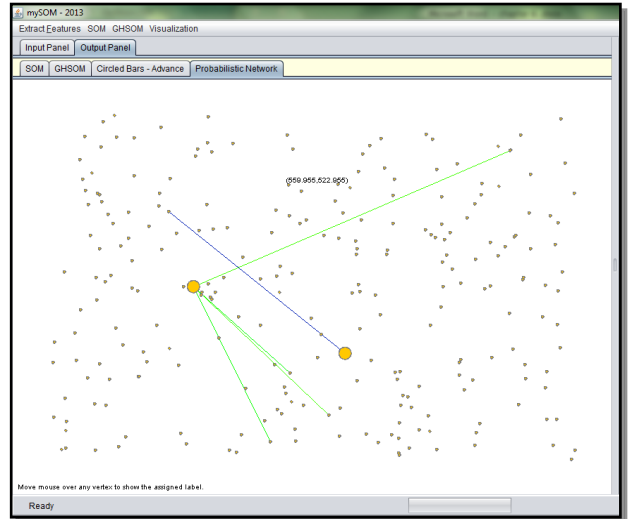 mySOM - 2013
Extract Features SOM GHSOM Visualization
Input Panel Output Panel
SOM GHSOM Circled Bars - Advance Probabilistic Network
(559.955,522.955)
Move mouse over any vertex to show the assigned label.
Ready